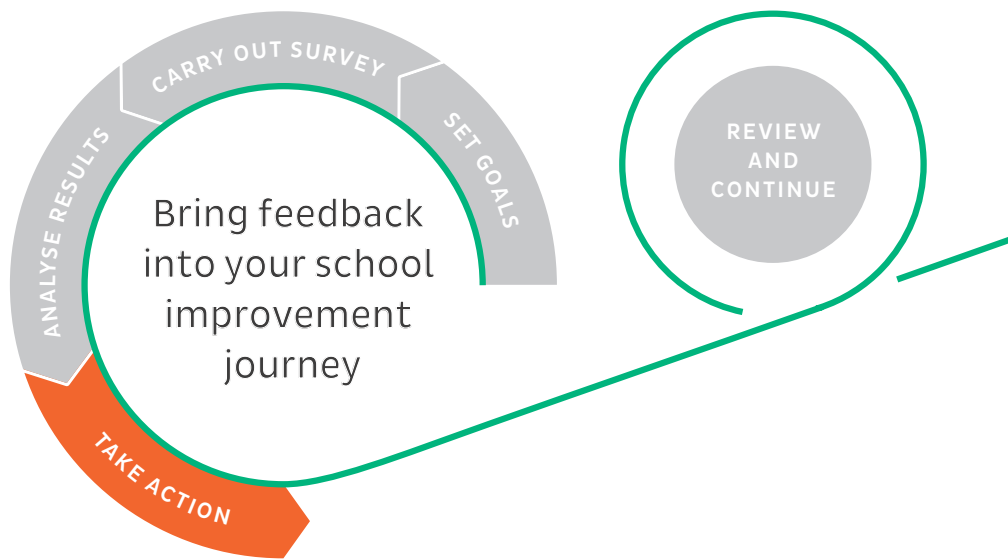 SET GOALS
CARRY OUT SURVEY
ANALYSE RESULTS
TAKE ACTION
Bring feedback
into your school
improvement
journey
REVIEW
AND
CONTINUE